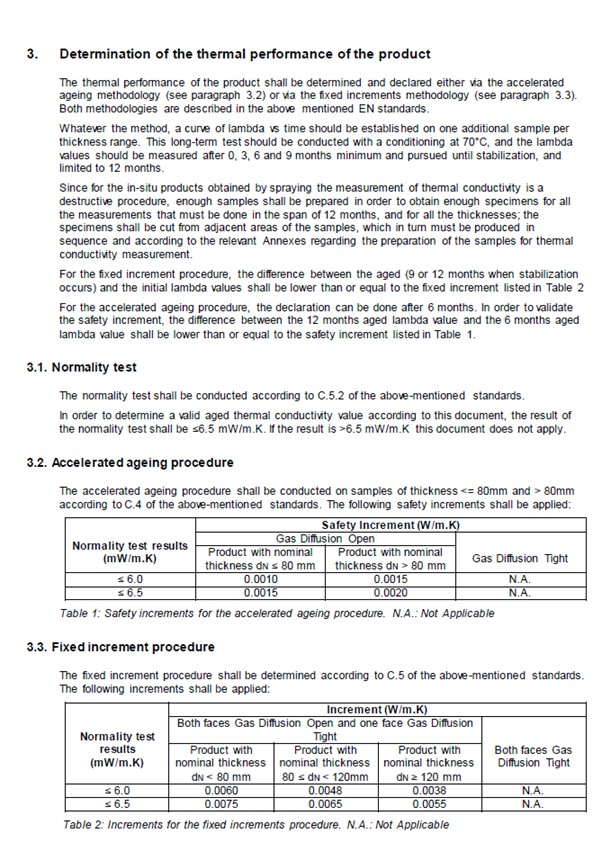 3. Determination of the thermal performance of the product
The thermal performance of the product shall be determined and declared either via the accelerated
ageing methodology (see paragraph 3.2) or via the fixed increments methodology (see paragraph 3.3).
Both methodologies are described in the above mentioned EN standards.
Whatever the method, a curve of lambda vs time should be established on one additional sample per
thickness range. This long-term test should be conducted with a conditioning at 70°C, and the lambda
values should be measured after 0, 3, 6 and 9 months minimum and pursued until stabilization, and
limited to 12 months.
Since for the in-situ products obtained by spraying the measurement of thermal conductivity is a
destructive procedure, enough samples shall be prepared in order to obtain enough specimens for all
the measurements that must be done in the span of 12 months, and for all the thicknesses; the
specimens shall be cut from adjacent areas of the samples, which in turn must be produced in
sequence and according to the relevant Annexes regarding the preparation of the samples for thermal
conductivity measurement.
For the fixed increment procedure, the difference between the aged (9 or 12 months when stabilization
occurs) and the initial lambda values shall be lower than or equal to the fixed increment listed in Table 2
For the accelerated ageing procedure, the declaration can be done after 6 months. In order to validate
the safety increment, the difference between the 12 months aged lambda value and the 6 months aged
lambda value shall be lower than or equal to the safety increment listed in Table 1.
3.1. Normality test
The normality test shall be conducted according to C.5.2 of the above-mentioned standards.
In order to determine a valid aged thermal conductivity value according to this document, the result of
the normality test shall be ≤6.5 mW/m.K. If the result is >6.5 mW/m.K this document does not apply.
3.2. Accelerated ageing procedure
The accelerated ageing procedure shall be conducted on samples of thickness <= 80mm and > 80mm
according to C.4 of the above-mentioned standards. The following safety increments shall be applied:
Normality test results
(mW/m.K)
Safety Increment (W/m.K)
Gas Diffusion Open
Gas Diffusion Tight
Product with nominal
thickness dN ≤ 80 mm
Product with nominal
thickness dN > 80 mm
≤ 6.0 0.0010 0.0015 N.A.
≤ 6.5 0.0015 0.0020 N.A.
Table 1: Safety increments for the accelerated ageing procedure. N.A.: Not Applicable
3.3. Fixed increment procedure
The fixed increment procedure shall be determined according to C.5 of the above-mentioned standards.
The following increments shall be applied:
Normality test
results
(mW/m.K)
Increment (W/m.K)
Both faces Gas Diffusion Open and one face Gas Diffusion
Tight
Both faces Gas
Diffusion Tight
Product with
nominal thickness
dN < 80 mm
Product with
nominal thickness
80 ≤ dN < 120mm
Product with
nominal thickness
dN ≥ 120 mm
≤ 6.0 0.0060 0.0048 0.0038 N.A.
≤ 6.5 0.0075 0.0065 0.0055 N.A.
Table 2: Increments for the fixed increments procedure. N.A.: Not Applicable